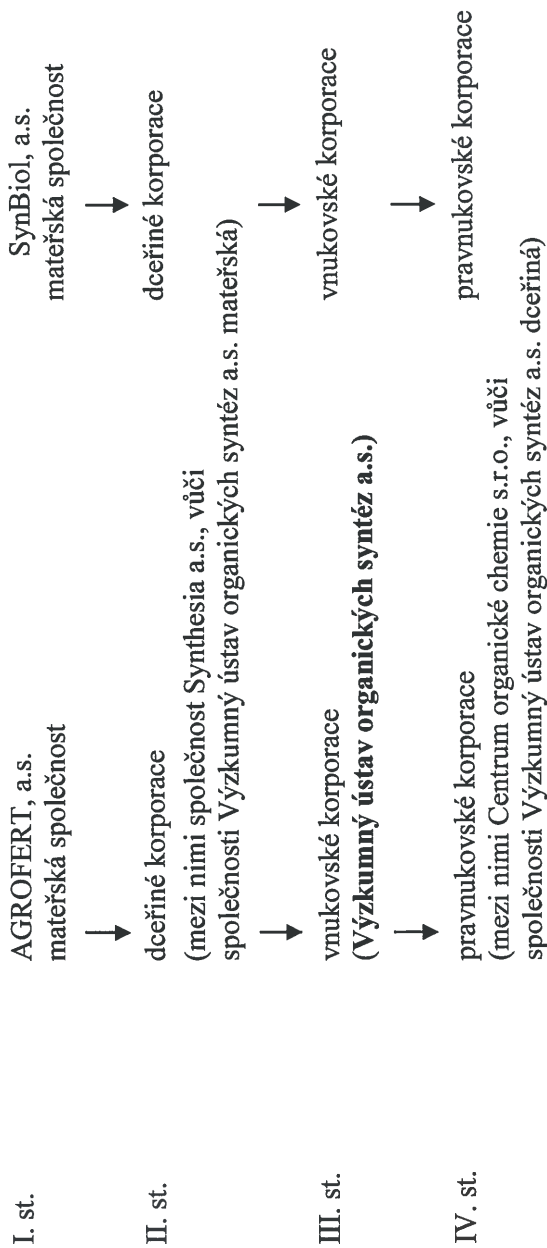 I. st.
AGROFERT, a.s.
mateřská společnost
SynBiol, a.s.
mateřská společnost
II. st.
dceřiné korporace
(mezi nimi společnost Synthesia a.s., vůči
společnosti Výzkumný ústav organických syntéz a.s. mateřská)
dceřiné korporace
III. st.
vnukovské korporace
(Výzkumný ústav organických syntéz a.s.)
vnukovské korporace
IV. st.
pravnukovské korporace
(mezi nimi Centrum organické chemie s.r.o., vůči
společnosti Výzkumný ústav organických syntéz a.s. dceřiná)
pravnukovské korporace